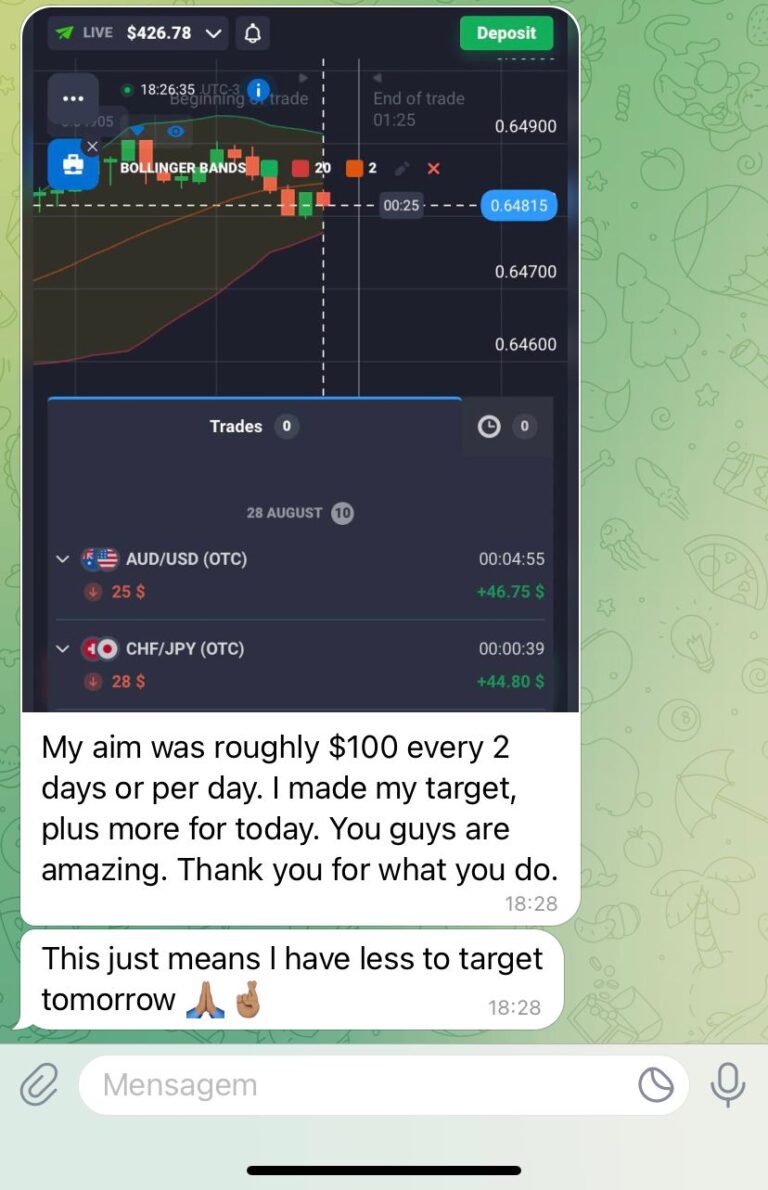 LIVE $426.78 Deposit
18:26:35 UTC-3
Beginning of trade
End of trade
01:25
0.64900
BOLLINGER BANDS 20 2
00:25 0.64815
0.64700
0.64600
Trades 0 0
28 AUGUST 10
AUD/USD (OTC) 00:04:55
25 $ +46.75 $
CHF/JPY (OTC) 00:00:39
28 $ +44.80 $
My aim was roughly $100 every 2
days or per day. I made my target,
plus more for today. You guys are
amazing. Thank you for what you do.
18:28
This just means I have less to target
tomorrow 🙏🏽🤞🏽 18:28
Mensagem